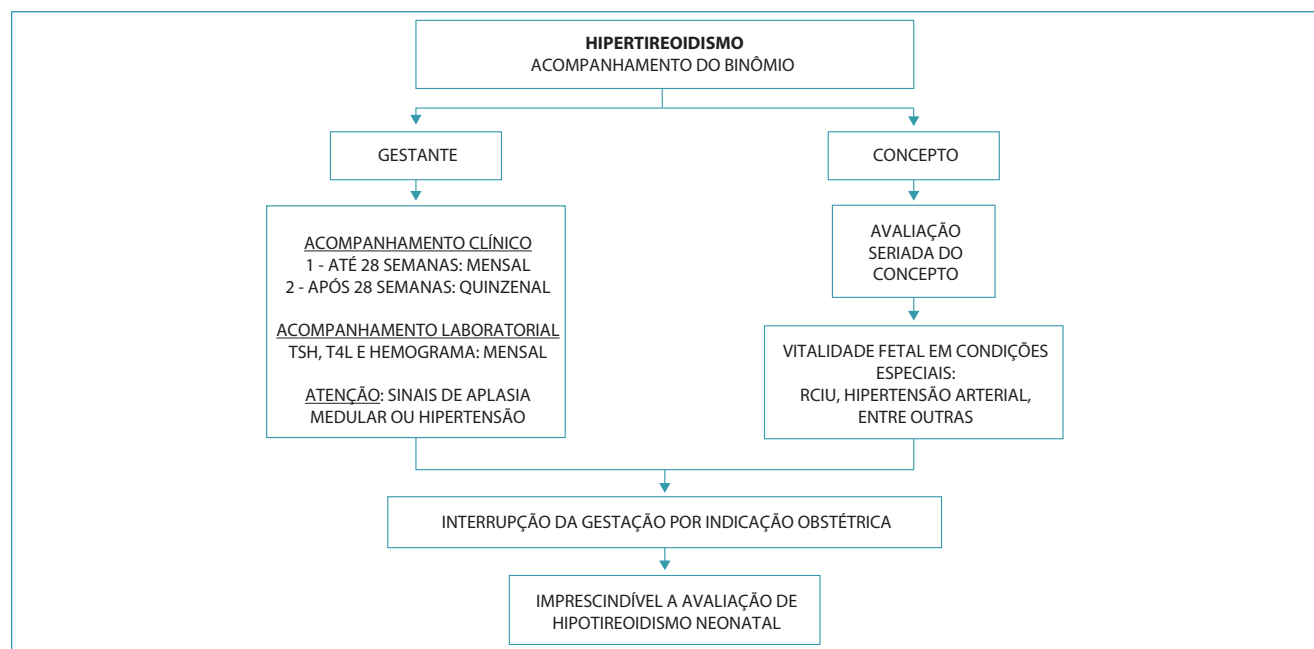 HIPERTIREOIDISMO
ACOMPANHAMENTO DO BINÔMIO
GESTANTE
CONCEPTO
ACOMPANHAMENTO CLÍNICO
1 - ATÉ 28 SEMANAS: MENSAL
2 - APÓS 28 SEMANAS: QUINZENAL
ACOMPANHAMENTO LABORATORIAL
TSH, T4L E HEMOGRAMA: MENSAL
ATENÇÃO: SINAIS DE APLASIA
MEDULAR OU HIPERTENSÃO
AVALIAÇÃO
SERIADA DO
CONCEPTO
VITALIDADE FETAL EM CONDIÇÕES
ESPECIAIS:
RCIU, HIPERTENSÃO ARTERIAL,
ENTRE OUTRAS
INTERRUPÇÃO DA GESTAÇÃO POR INDICAÇÃO OBSTÉTRICA
IMPRESCINDÍVEL A AVALIAÇÃO DE
HIPOTIREOIDISMO NEONATAL